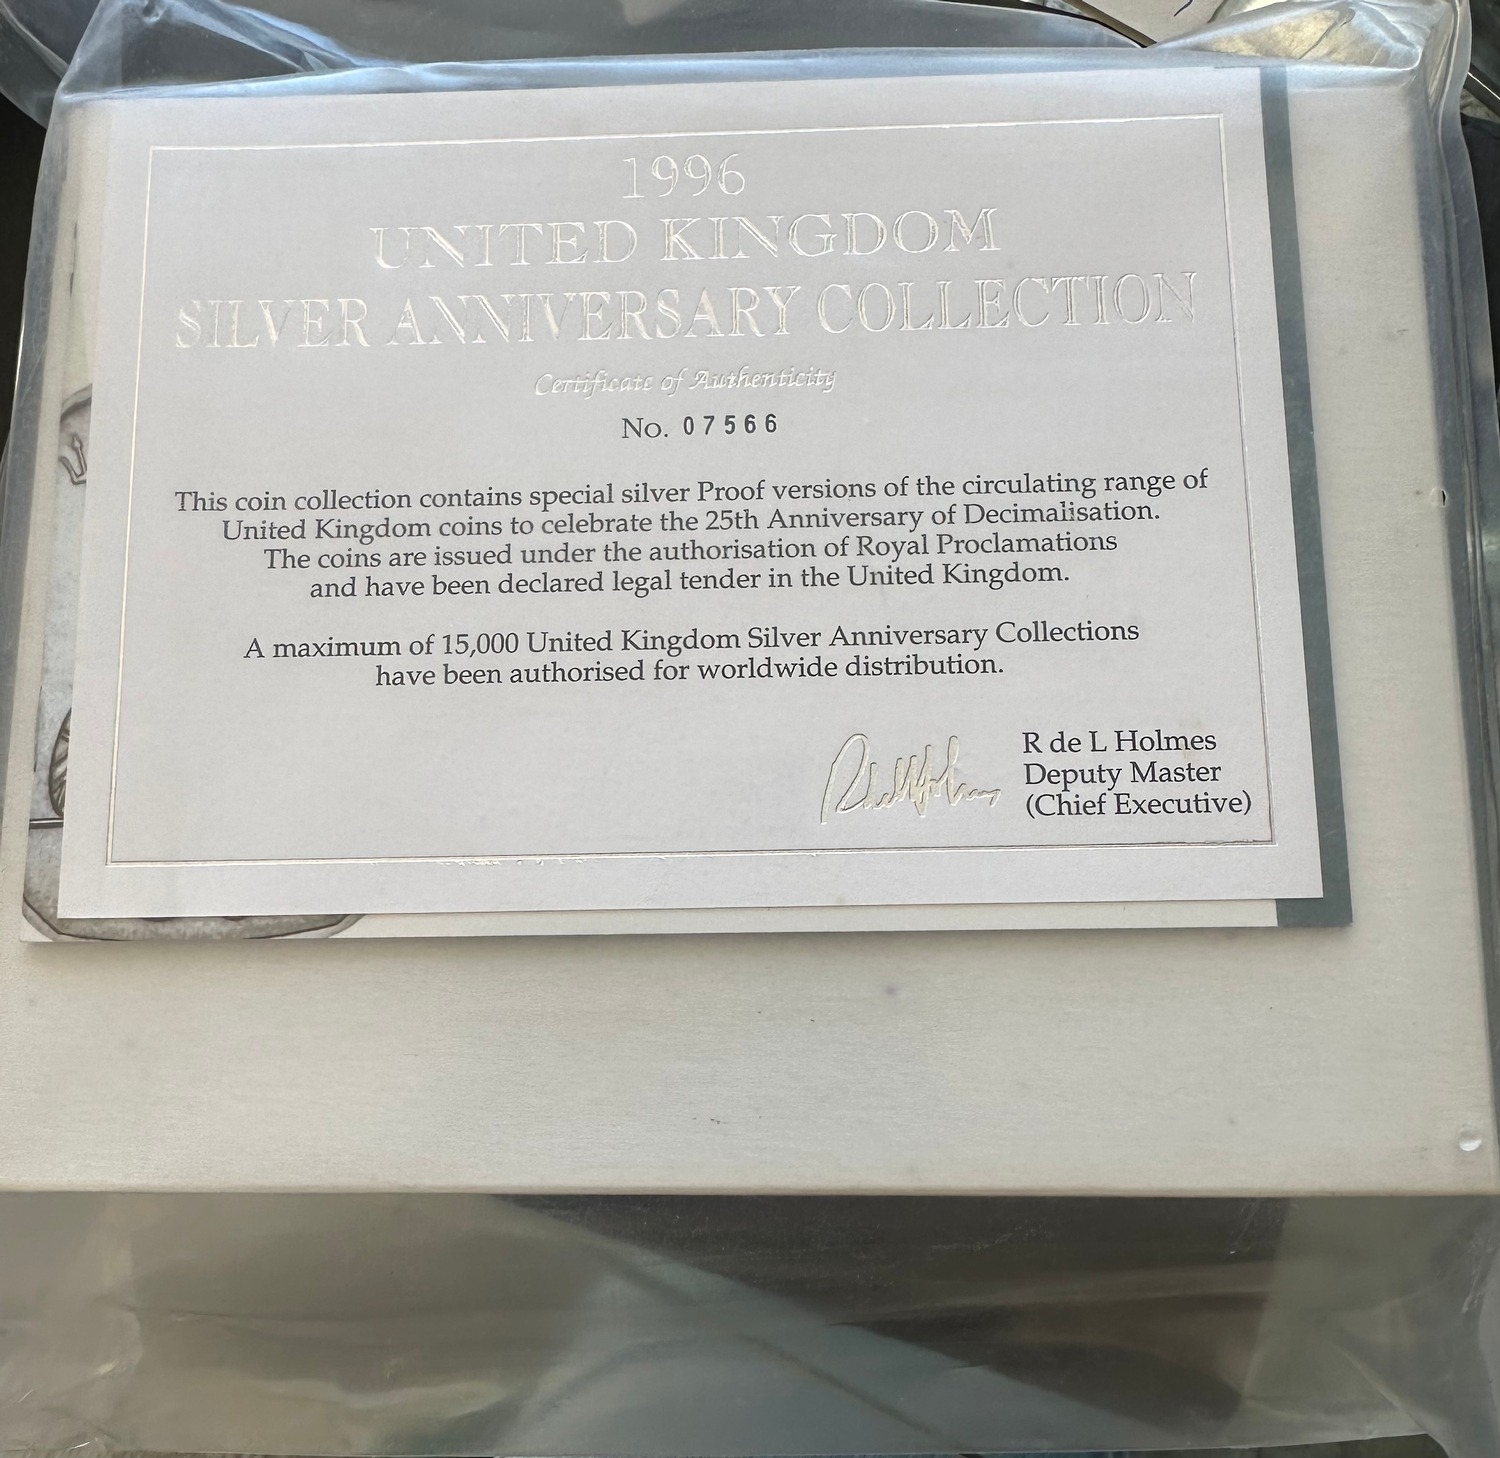 1996
UNITED KINGDOM
SILVER ANNIVERSARY COLLECTION
Certificate of Authenticity
No. 07566
This coin collection contains special silver Proof versions of the circulating range of
United Kingdom coins to celebrate the 25th Anniversary of Decimalisation.
The coins are issued under the authorisation of Royal Proclamations
and have been declared legal tender in the United Kingdom.
A maximum of 15,000 United Kingdom Silver Anniversary Collections
have been authorised for worldwide distribution.
R de L Holmes
Deputy Master
(Chief Executive)